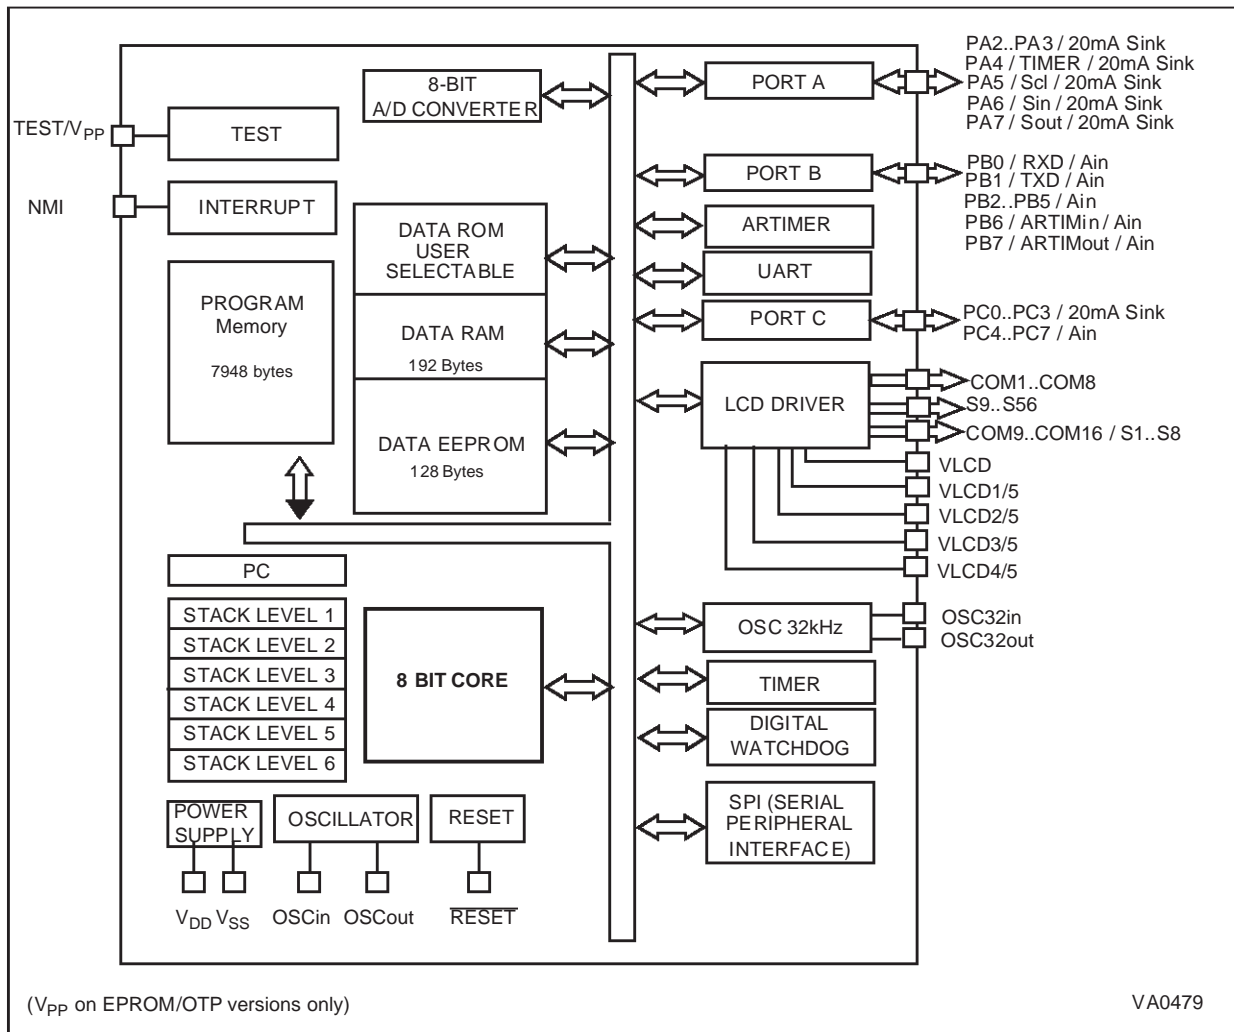 PA2..PA3 / 20mA Sink
PA4 / TIMER / 20mA Sink
PA5 / Scl / 20mA Sink
PA6 / Sin / 20mA Sink
PA7 / Sout / 20mA Sink
8-BIT
A/D CONVERTER
PORT A
TEST/VPP
TEST
PORT B
PB0 / RXD / Ain
PB1 / TXD / Ain
PB2..PB5 / Ain
PB6 / ARTIMin / Ain
PB7 / ARTIMout / Ain
NMI
INTERRUPT
DATA ROM
USER
SELECTABLE
ARTIMER
UART
PROGRAM
Memory
7948 bytes
DATA RAM
192 Bytes
PORT C
PC0..PC3 / 20mA Sink
PC4..PC7 / Ain
DATA EEPROM
128 Bytes
LCD DRIVER
COM1..COM8
S9..S56
COM9..COM16 / S1..S8
VLCD
VLCD1/5
VLCD2/5
VLCD3/5
VLCD4/5
PC
STACK LEVEL 1
STACK LEVEL 2
STACK LEVEL 3
STACK LEVEL 4
STACK LEVEL 5
STACK LEVEL 6
8 BIT CORE
OSC 32kHz
OSC32in
OSC32out
TIMER
DIGITAL
WATCHDOG
SPI (SERIAL
PERIPHERAL
INTERFACE)
POWER
SUPPLY
OSCILLATOR
RESET
VDD VSS
OSCin OSCout
RESET
(VPP on EPROM/OTP versions only)
VA0479